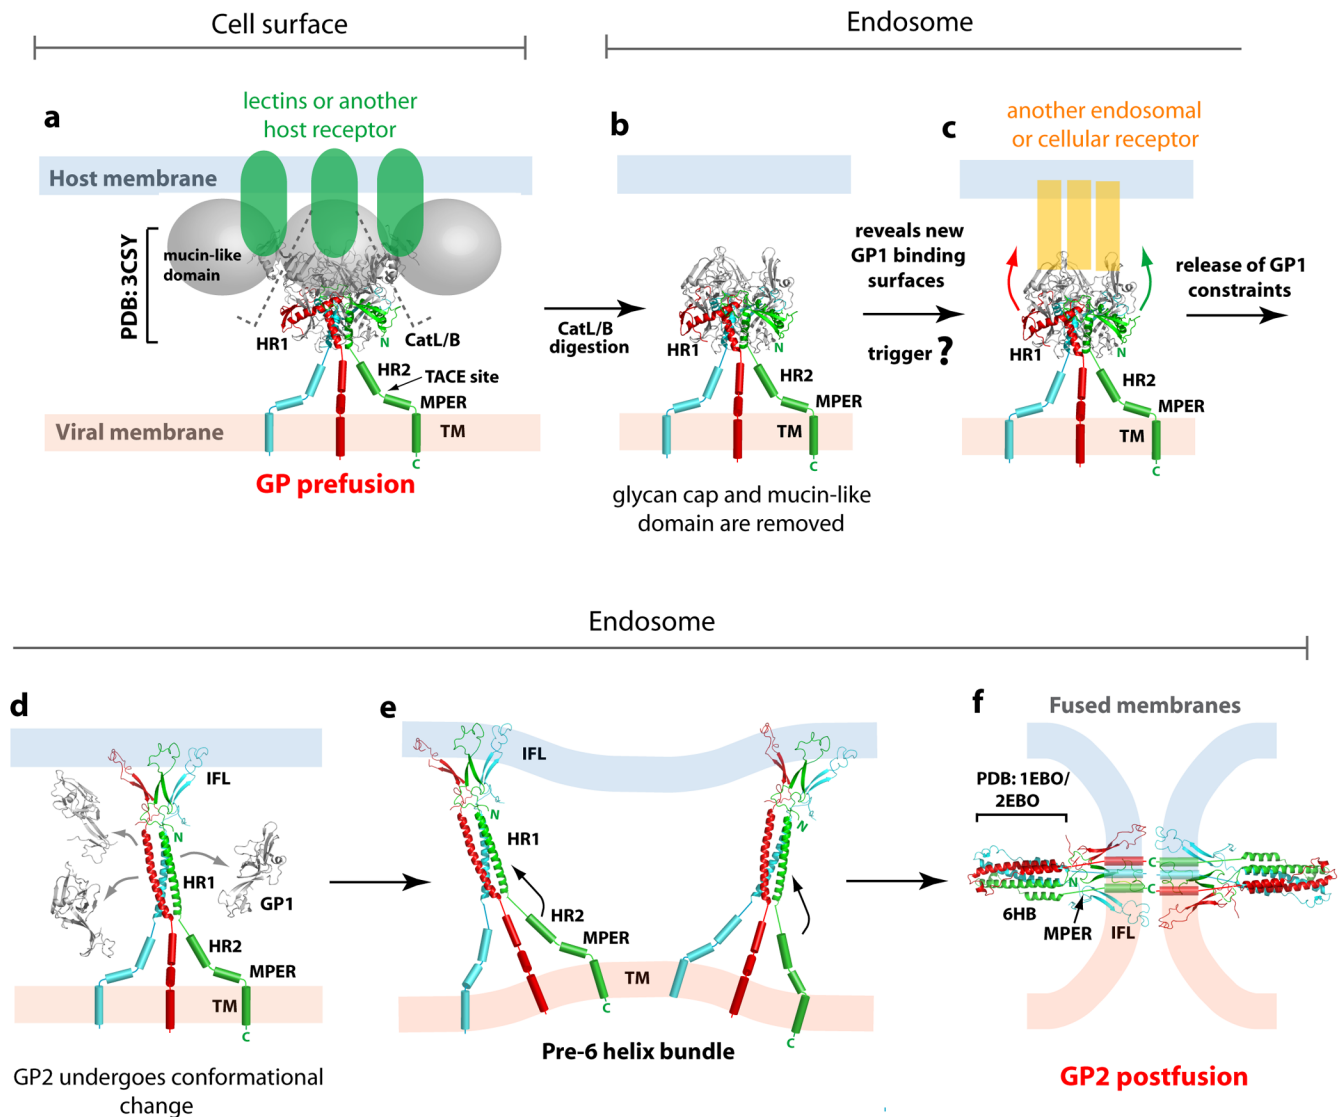 Cell surface
Endosome
a
lectins or another
host receptor
Host membrane
PDB: 3CSY
mucin-like
domain
HR1
N
CatL/B
HR2
TACE site
MPER
Viral membrane
TM
C
GP prefusion
CatL/B
digestion
b
HR1
N
HR2
MPER
TM
C
glycan cap and mucin-like
domain are removed
reveals new
GP1 binding
surfaces
trigger ?
c
another endosomal
or cellular receptor
HR1
N
HR2
MPER
TM
C
release of GP1
constraints
Endosome
d
IFL
N
HR1
GP1
HR2
MPER
TM
C
GP2 undergoes conformational
change
e
IFL
N
HR1
HR2
MPER
TM
C
N
C
Pre-6 helix bundle
f
Fused membranes
PDB: 1EBO/
2EBO
N
C
C
6HB
MPER
IFL
GP2 postfusion